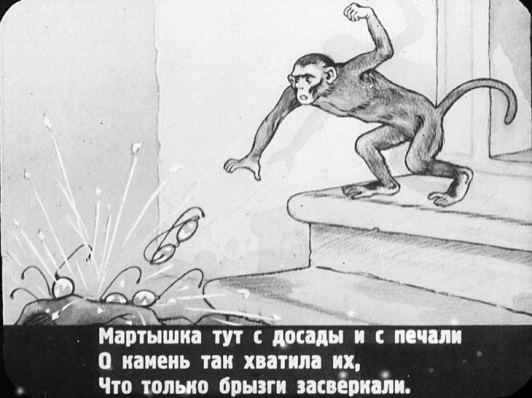 Мартышка тут с досады и с печали
О камень так хватила их,
Что только брызги засверкали.